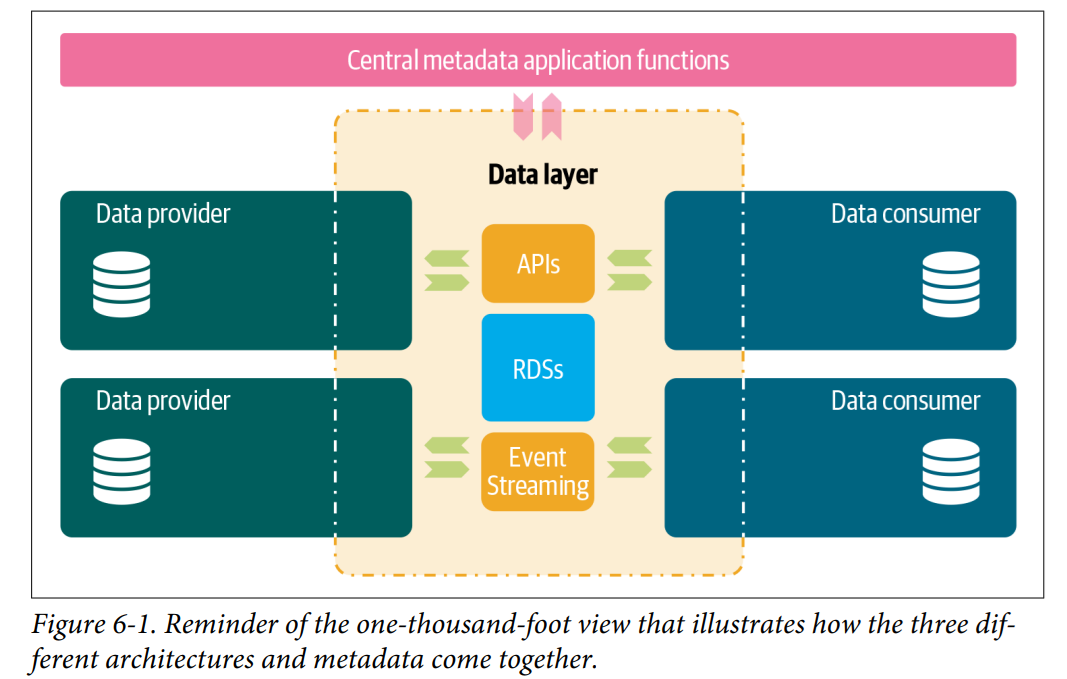 Central metadata application functions
Data layer
Data provider
Data consumer
APIs
RDSs
Data provider
Data consumer
Event
Streaming
Figure 6-1. Reminder of the one-thousand-foot view that illustrates how the three dif-
ferent architectures and metadata come together.